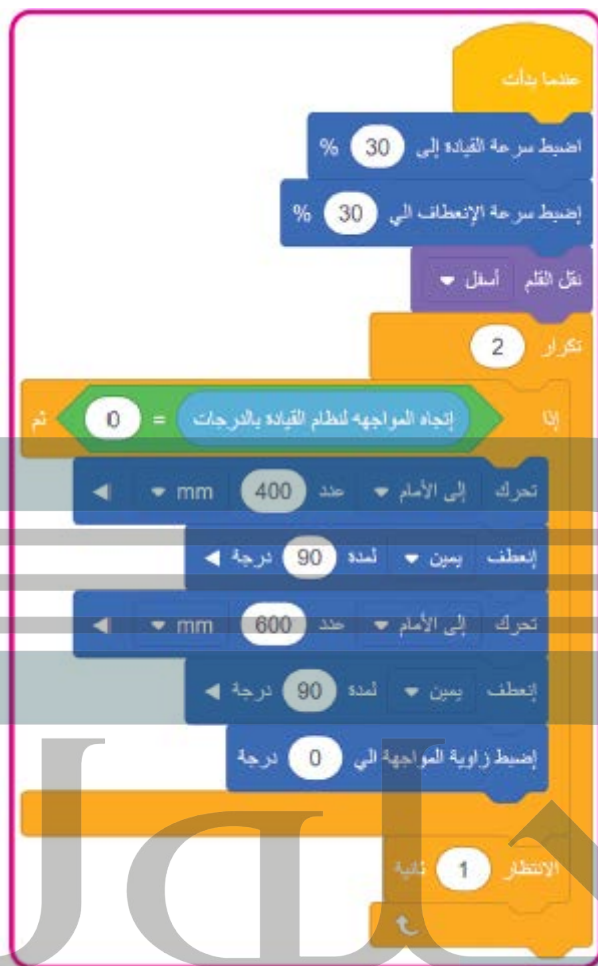 عندما بدأت
اضبط سرعة القيادة إلى 30 %
إضبط سرعة الإنعطاف الي 30 %
نقل القلم أسفل
تكرار 2
إذا إتجاه المواجهه لنظام القيادة بالدرجات = 0 ثم
تحرك إلى الأمام عدد 400 mm
إنعطف يمين لمدة 90 درجة
تحرك إلى الأمام عدد 600 mm
إنعطف يمين لمدة 90 درجة
إضبط زاوية المواجهة الي 0 درجة
الانتظار 1 ثانية